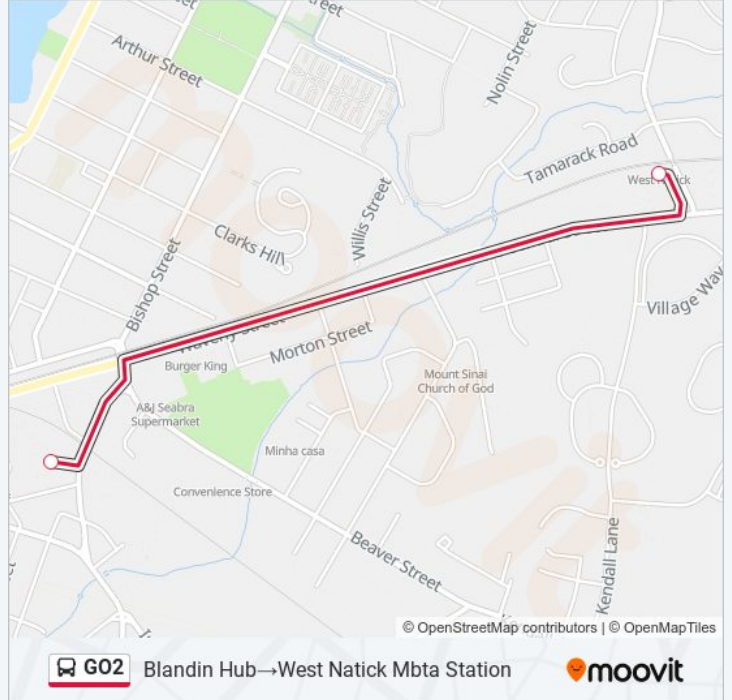 Arthur Street
Nolin Street
Tamarack Road
Willis Street
Clarks Hill
Bishop Street
Village Way
Morton Street
Burger King
Mount Sinai
Church of God
A&J Seabra
Supermarket
Minha casa
Convenience Store
Beaver Street
Kendall Lane
© OpenStreetMap contributors | © OpenMapTiles
GO2 Blandin Hub→West Natick Mbta Station
moovit
moovit